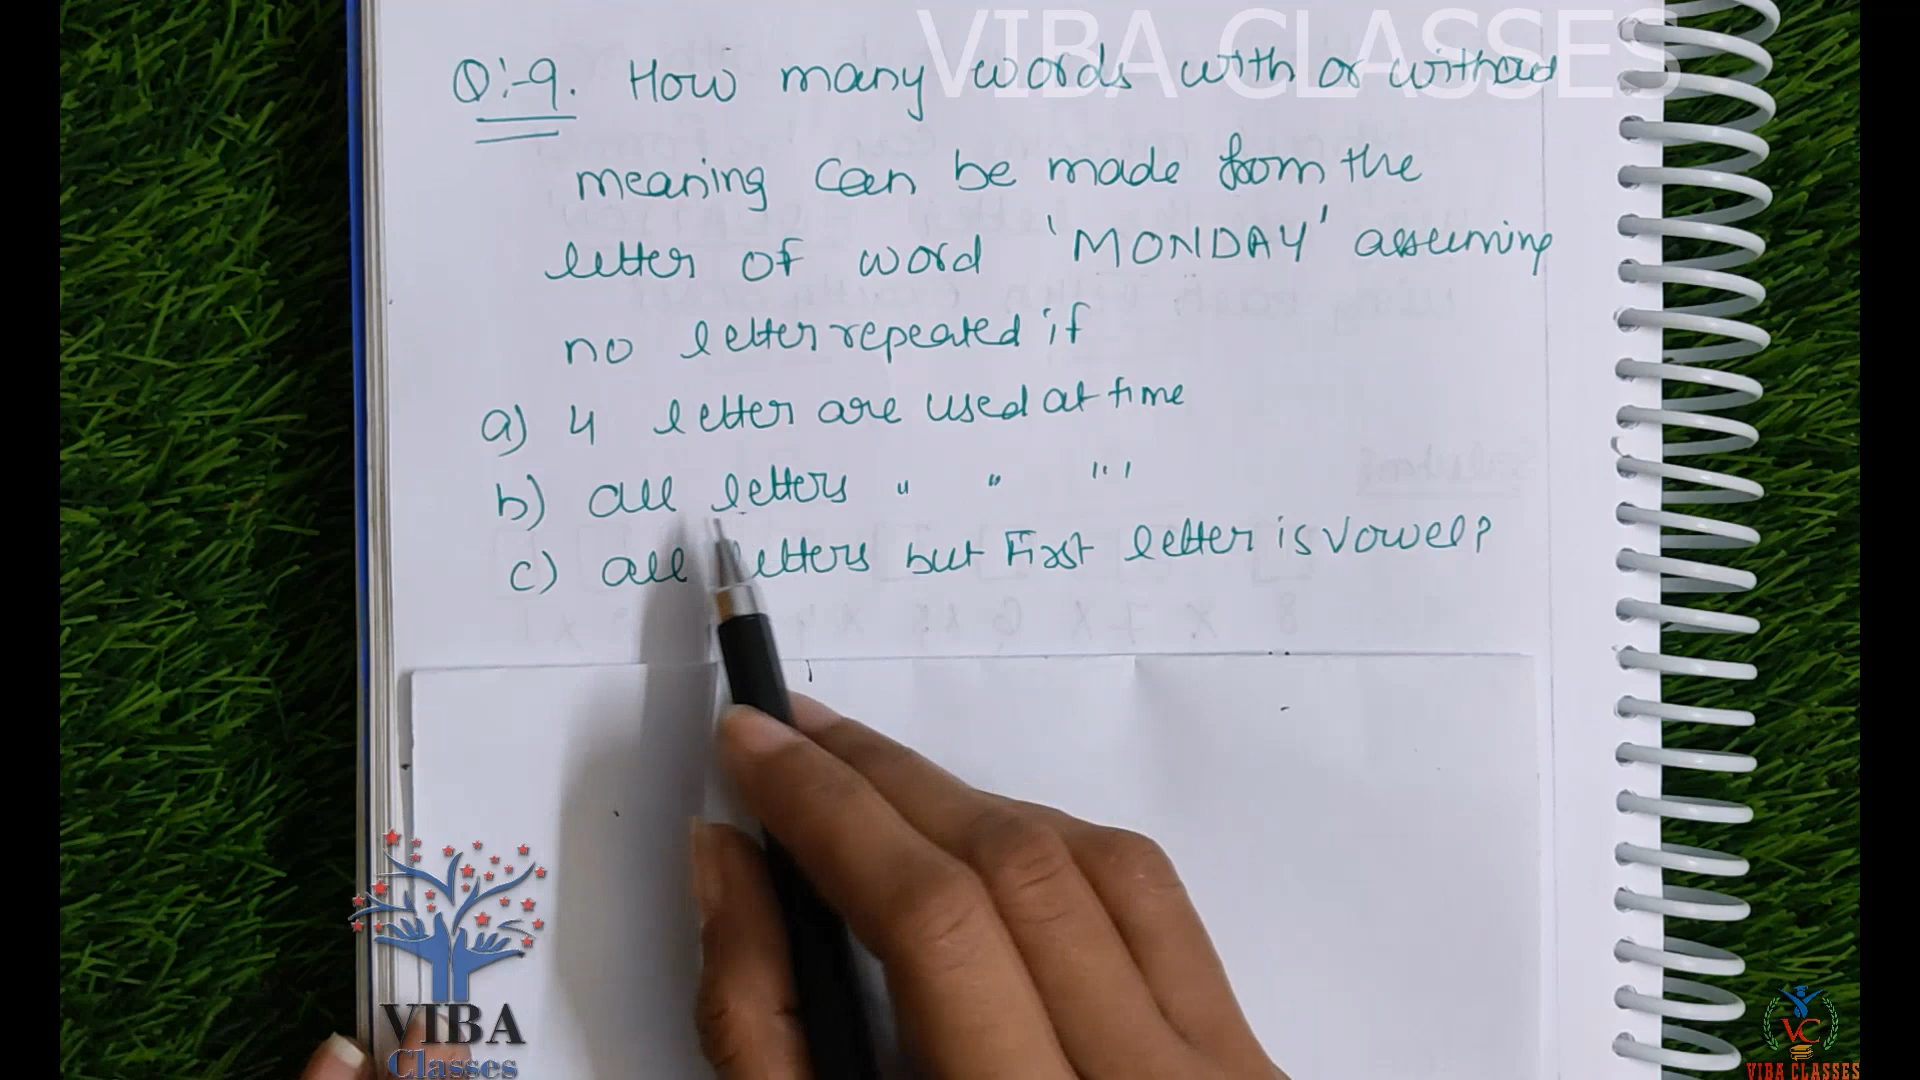 VIBA CLASSES
Q:-9. How many words with or without
meaning can be made from the
letter of word 'MONDAY' assuming
no letter repeated if
a) 4 letter are used at time
b) all letters " " " "
c) all letters but First letter is vowel?
VIBA
Classes
VC
VIBA CLASSES